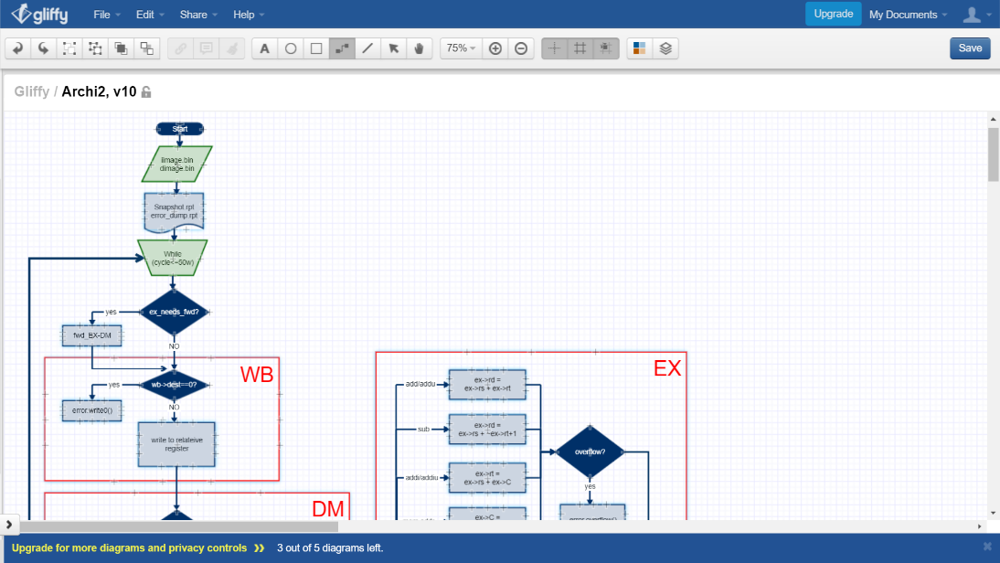 gliffy
File Edit Share Help
Upgrade My Documents
A 75% Save
Gliffy / Archi2, v10
Start
iimage.bin
dimage.bin
Snapshot.rpt
error_dump.rpt
While
(cycle<=50w)
ex_needs_fwd?
yes
fwd_EX-DM
NO
WB
wb->dest==0?
yes
error.write0()
NO
write to relateive
register
DM
EX
add/addu
ex->rd =
ex->rs + ex->rt
sub
ex->rd =
ex->rs + ~ex->rt+1
addi/addiu
ex->rt =
ex->rs + ex->C
ex->C =
overflow?
yes
error.overflow()
Upgrade for more diagrams and privacy controls »
3 out of 5 diagrams left.